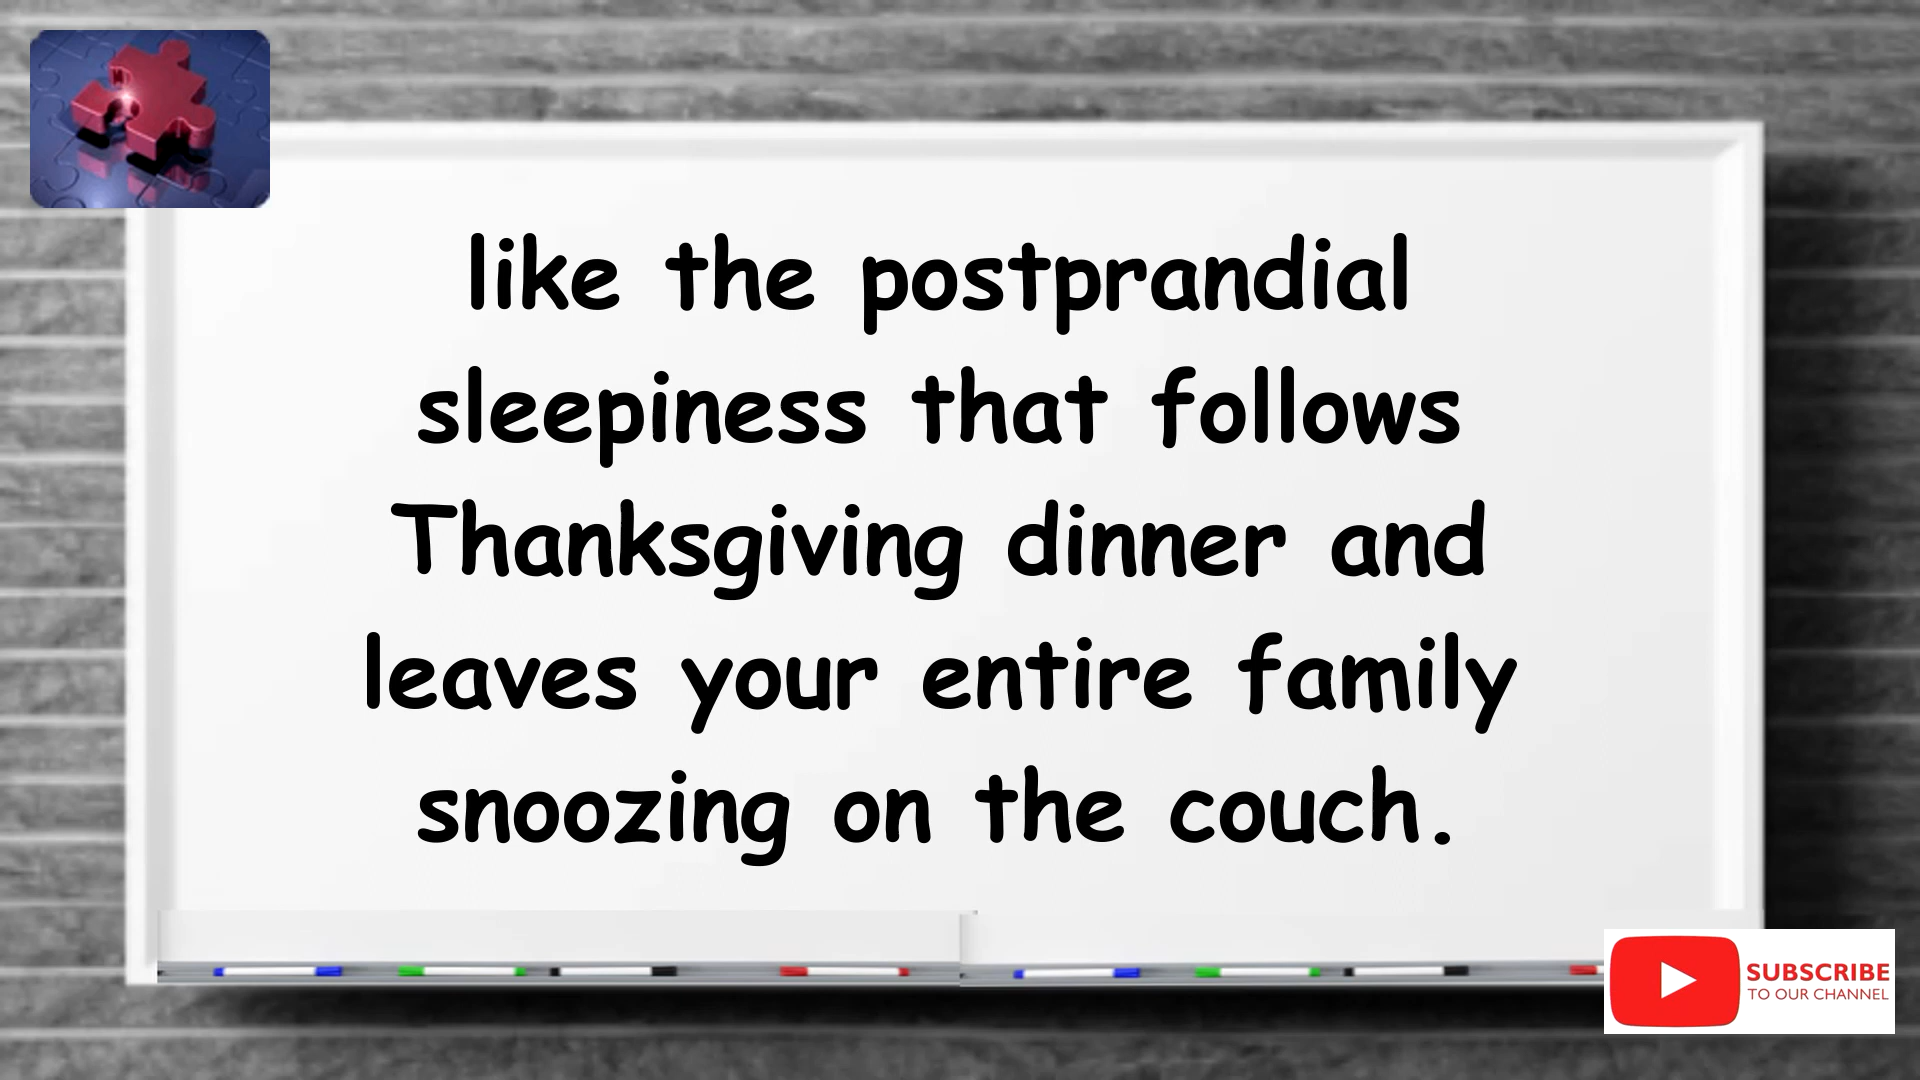 like the postprandial
sleepiness that follows
Thanksgiving dinner and
leaves your entire family
snoozing on the couch.
SUBSCRIBE
TO OUR CHANNEL